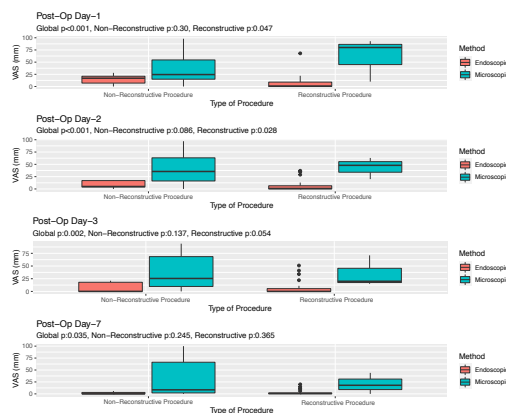 Post-Op Day-1
Global p<0.001, Non-Reconstructive p:0.30, Reconstructive p:0.047
100
75
50
25
0
VAS (mm)
Non-Reconstructive Procedure
Reconstructive Procedure
Type of Procedure
Method
Endoscopic
Microscopic
Post-Op Day-2
Global p<0.001, Non-Reconstructive p:0.086, Reconstructive p:0.028
100
75
50
25
0
VAS (mm)
Non-Reconstructive Procedure
Reconstructive Procedure
Type of Procedure
Method
Endoscopic
Microscopic
Post-Op Day-3
Global p:0.002, Non-Reconstructive p:0.137, Reconstructive p:0.054
75
50
25
0
VAS (mm)
Non-Reconstructive Procedure
Reconstructive Procedure
Type of Procedure
Method
Endoscopic
Microscopic
Post-Op Day-7
Global p:0.035, Non-Reconstructive p:0.245, Reconstructive p:0.365
100
75
50
25
0
VAS (mm)
Non-Reconstructive Procedure
Reconstructive Procedure
Type of Procedure
Method
Endoscopic
Microscopic